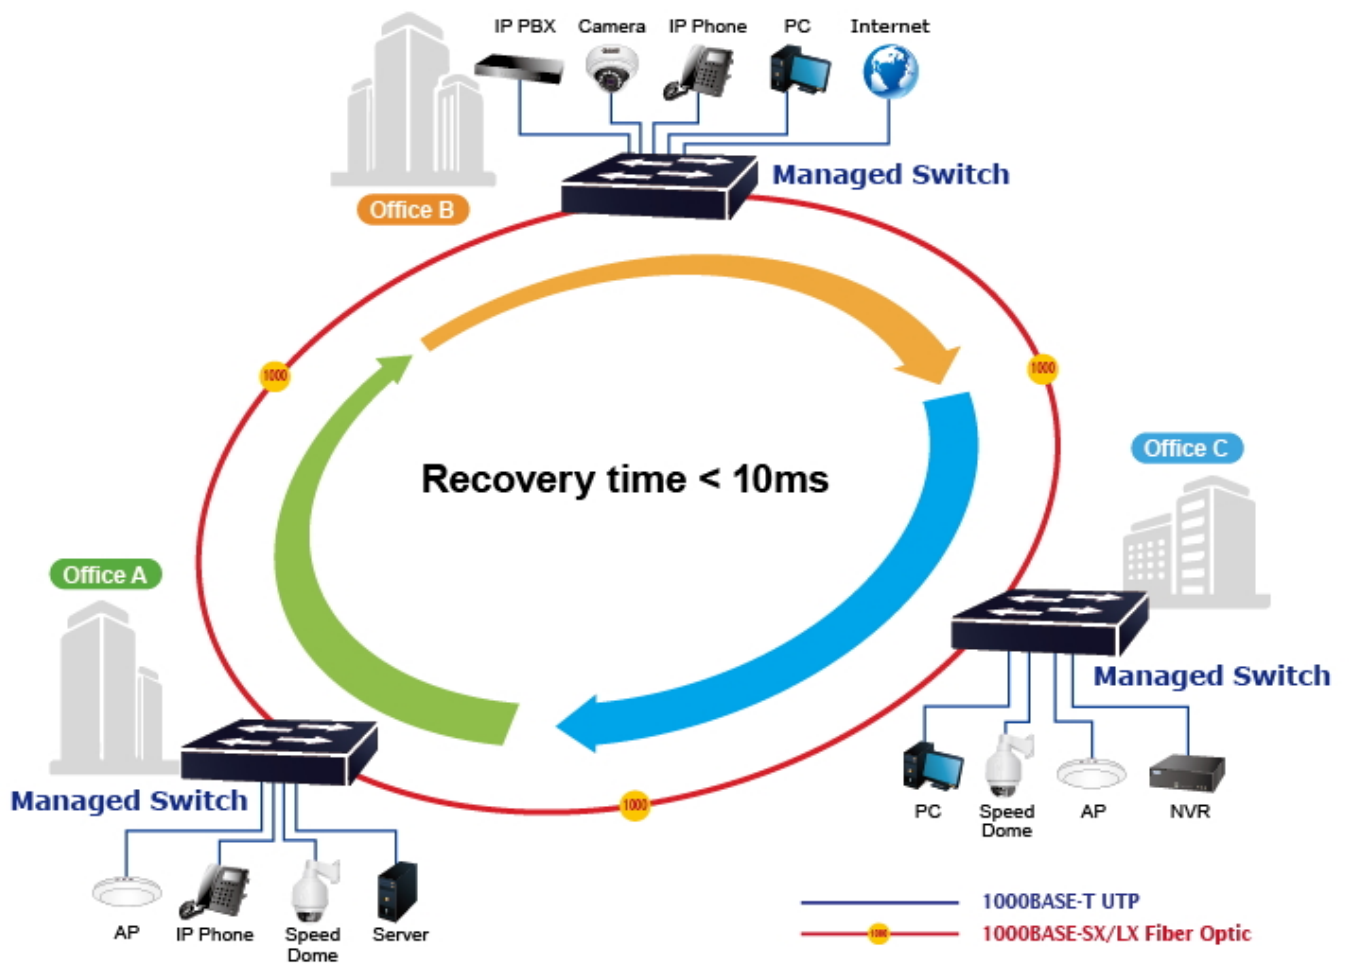 IP PBX
Camera
IP Phone
PC
Internet
Managed Switch
Office B
1000
1000
Recovery time < 10ms
Office C
Office A
Managed Switch
Managed Switch
1000
PC
Speed
Dome
AP
NVR
AP
IP Phone
Speed
Dome
Server
1000BASE-T UTP
1000
1000BASE-SX/LX Fiber Optic